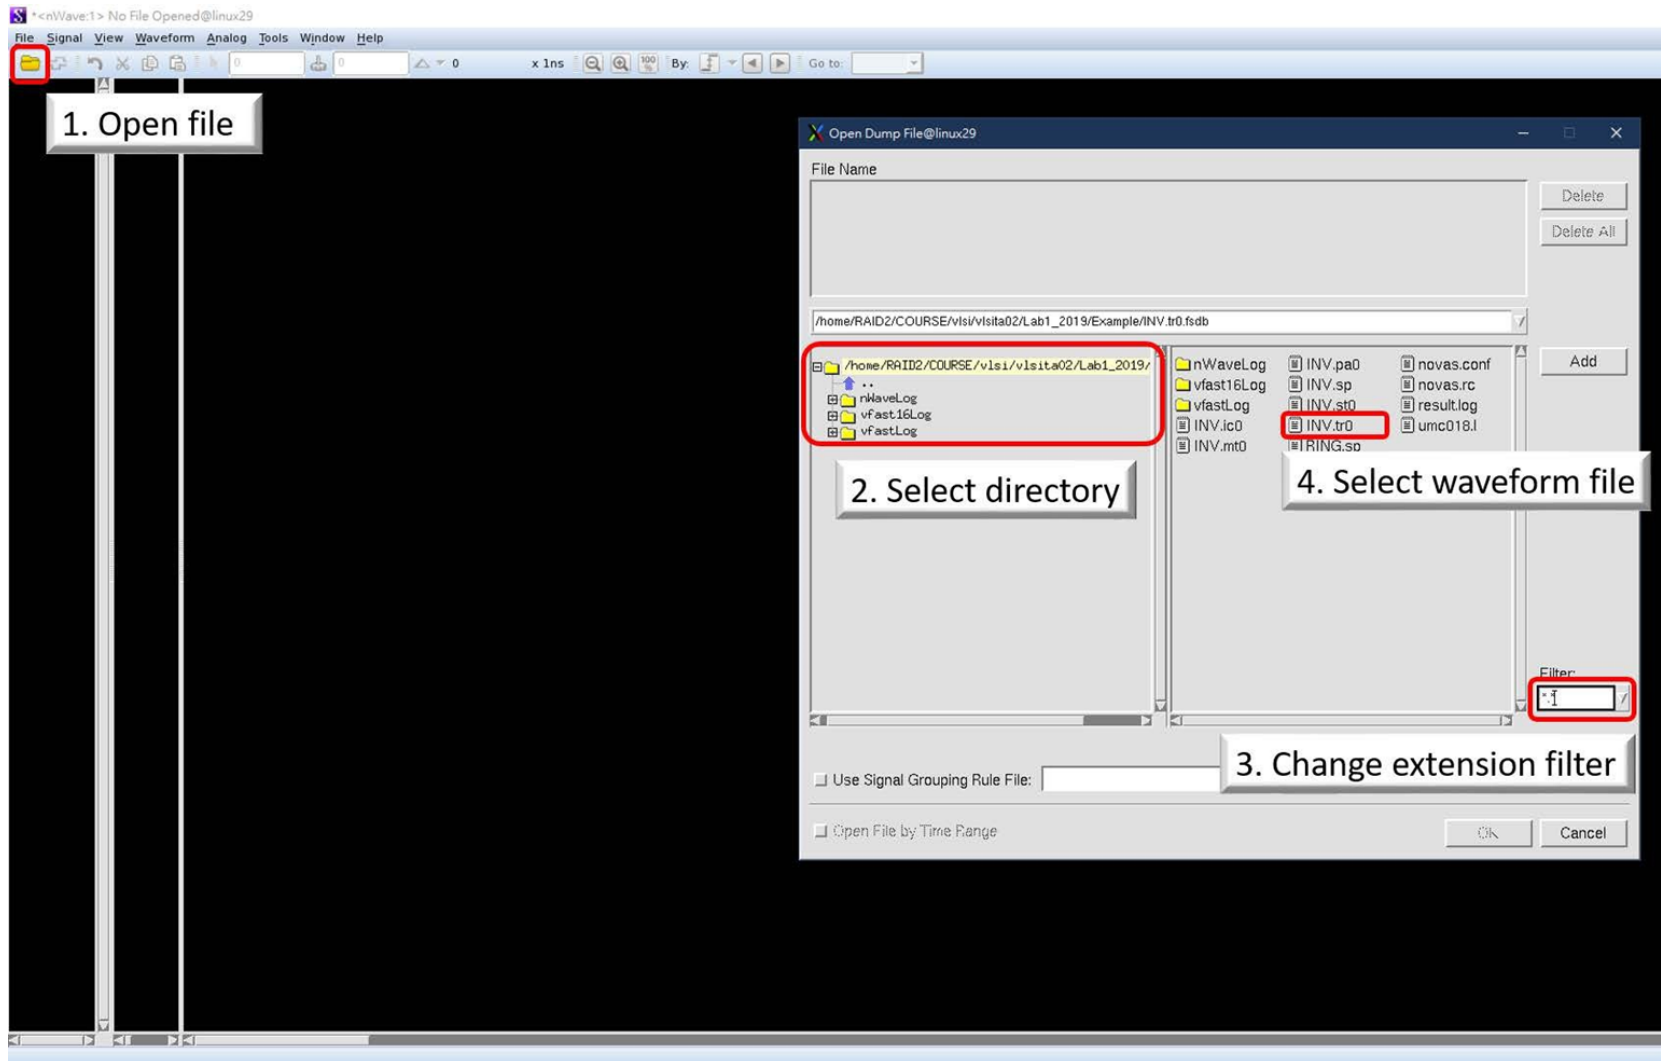 *<nWave:1> No File Opened@linux29
File Signal View Waveform Analog Tools Window Help
0 0 0 x 1ns 100 % By: Go to:
1. Open file
Open Dump File@linux29
File Name
Delete
Delete All
/home/RAID2/COURSE/vlsi/vlsita02/Lab1_2019/Example/INV.tr0.fsdb
Add
/home/RAID2/COURSE/vlsi/vlsita02/Lab1_2019/
..
nWaveLog
vfast16Log
vfastLog
nWaveLog INV.pa0 novas.conf
vfast16Log INV.sp novas.rc
vfastLog INV.st0 result.log
INV.ic0 INV.tr0 umc018.l
INV.mt0 RING.sp
2. Select directory
4. Select waveform file
Filter:
*.*
3. Change extension filter
Use Signal Grouping Rule File:
Open File by Time Range
OK Cancel